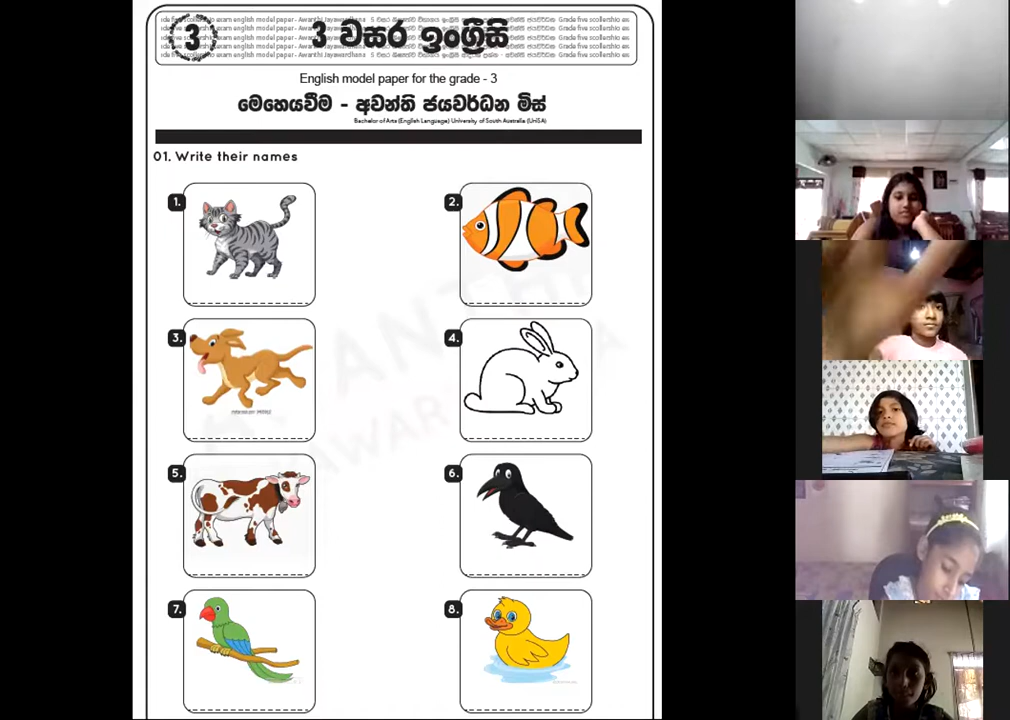 3
3 වසර ඉංග්‍රීසි
English model paper for the grade - 3
මෙහෙයවීම - අවන්ති ජයවර්ධන මිස්
Bachelor of Arts (English Language) University of South Australia (UniSA)
01. Write their names
1.
2.
3.
4.
5.
6.
7.
8.